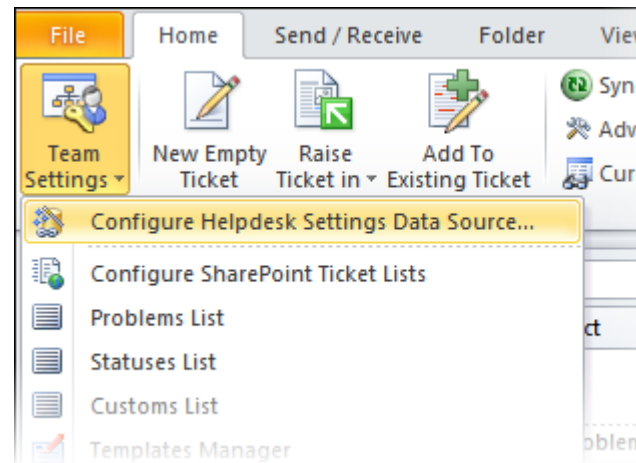 File Home Send / Receive Folder
Team Settings New Empty Ticket Raise Ticket in Add To Existing Ticket
Configure Helpdesk Settings Data Source...
Configure SharePoint Ticket Lists
Problems List
Statuses List
Customs List
Templates Manager